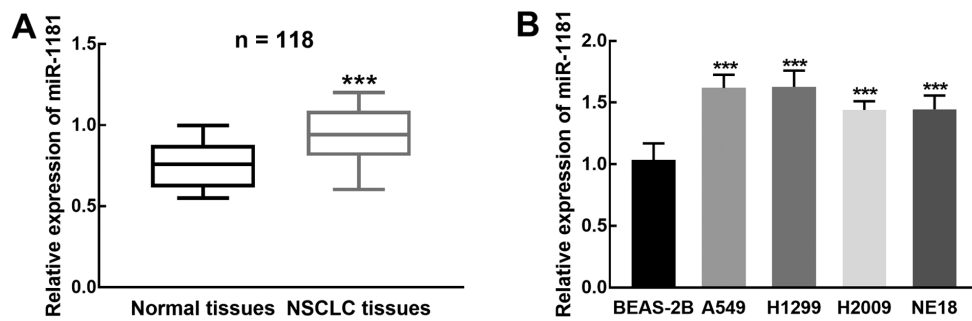 A
Relative expression of miR-1181
1.5
1.0
0.5
0.0
n = 118
***
Normal tissues
NSCLC tissues
B
Relative expression of miR-1181
2.0
1.5
1.0
0.5
0.0
***
***
***
***
BEAS-2B
A549
H1299
H2009
NE18